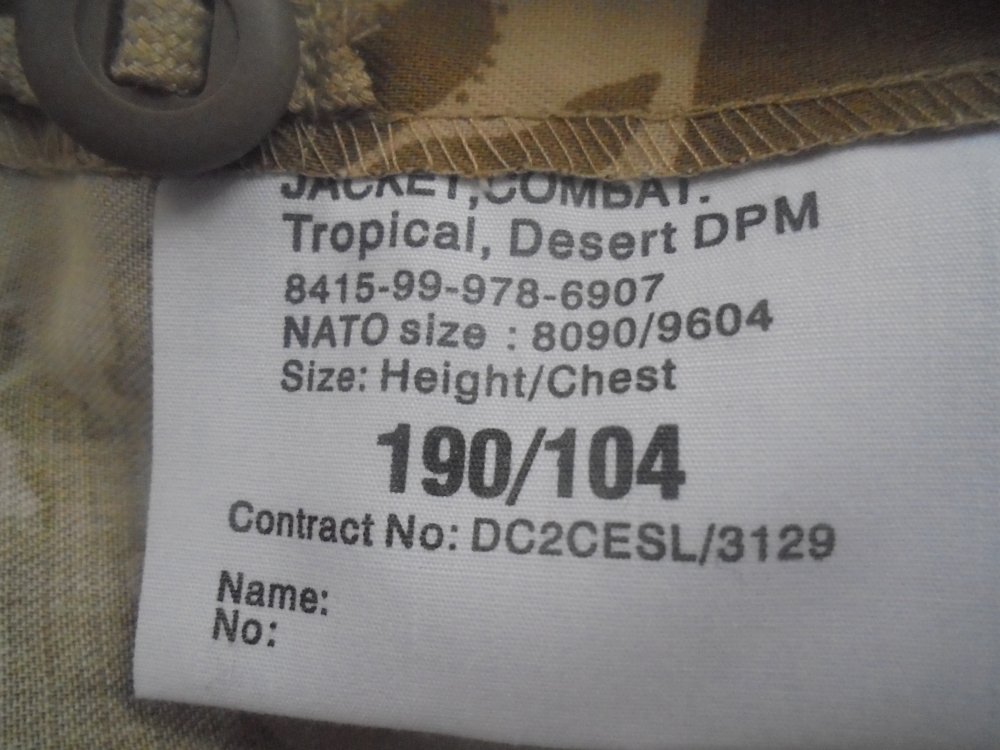 JACKET,COMBAT.
Tropical, Desert DPM
8415-99-978-6907
NATO size : 8090/9604
Size: Height/Chest
190/104
Contract No: DC2CESL/3129
Name:
No: